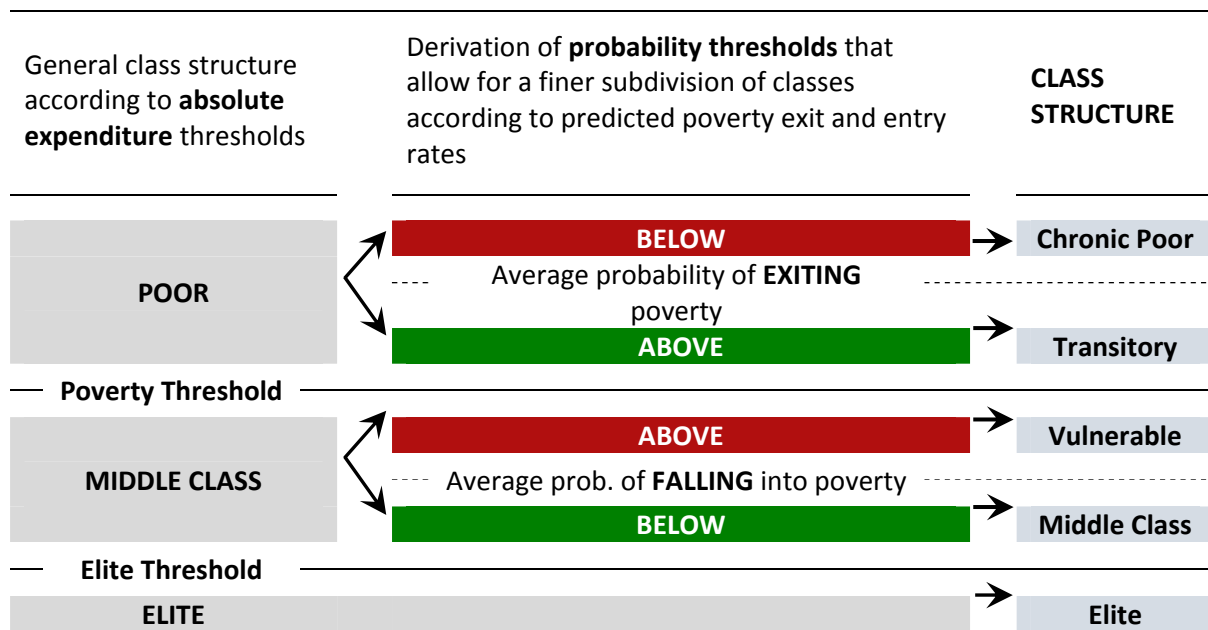 General class structure
according to absolute
expenditure thresholds
Derivation of probability thresholds that
allow for a finer subdivision of classes
according to predicted poverty exit and entry
rates
CLASS
STRUCTURE
POOR
BELOW
Average probability of EXITING
poverty
ABOVE
Chronic Poor
Transitory
Poverty Threshold
MIDDLE CLASS
ABOVE
Average prob. of FALLING into poverty
BELOW
Vulnerable
Middle Class
Elite Threshold
ELITE
Elite